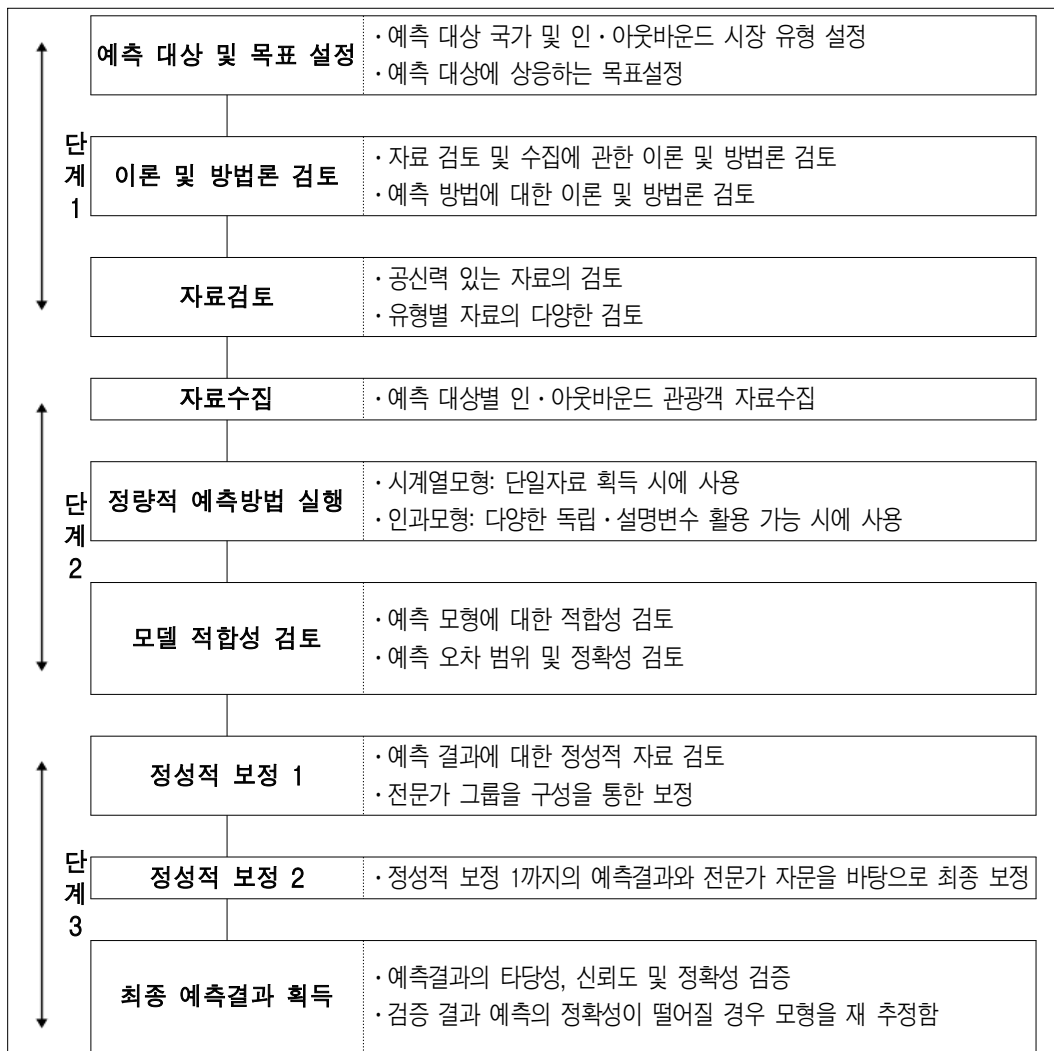 예측 대상 및 목표 설정
· 예측 대상 국가 및 인 · 아웃바운드 시장 유형 설정
· 예측 대상에 상응하는 목표설정
단
계
1
이론 및 방법론 검토
· 자료 검토 및 수집에 관한 이론 및 방법론 검토
· 예측 방법에 대한 이론 및 방법론 검토
자료검토
· 공신력 있는 자료의 검토
· 유형별 자료의 다양한 검토
자료수집
· 예측 대상별 인 · 아웃바운드 관광객 자료수집
단
계
2
정량적 예측방법 실행
· 시계열모형: 단일자료 획득 시에 사용
· 인과모형: 다양한 독립 · 설명변수 활용 가능 시에 사용
모델 적합성 검토
· 예측 모형에 대한 적합성 검토
· 예측 오차 범위 및 정확성 검토
정성적 보정 1
· 예측 결과에 대한 정성적 자료 검토
· 전문가 그룹을 구성을 통한 보정
단
계
3
정성적 보정 2
· 정성적 보정 1까지의 예측결과와 전문가 자문을 바탕으로 최종 보정
최종 예측결과 획득
· 예측결과의 타당성, 신뢰도 및 정확성 검증
· 검증 결과 예측의 정확성이 떨어질 경우 모형을 재 추정함